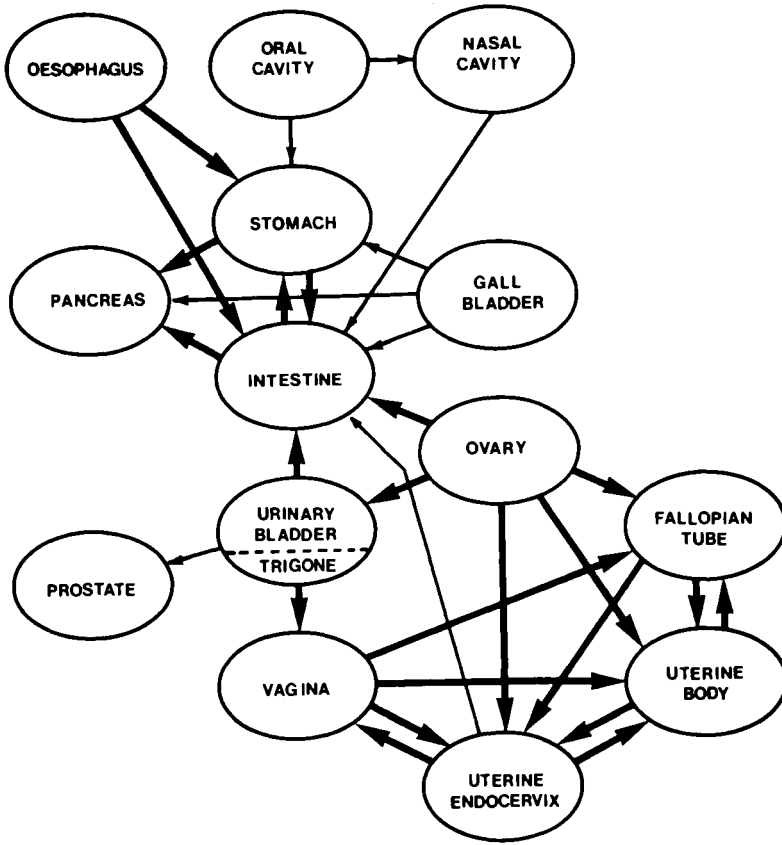 OESOPHAGUS
ORAL
CAVITY
NASAL
CAVITY
STOMACH
PANCREAS
GALL
BLADDER
INTESTINE
OVARY
URINARY
BLADDER
TRIGONE
FALLOPIAN
TUBE
PROSTATE
VAGINA
UTERINE
BODY
UTERINE
ENDOCERVIX